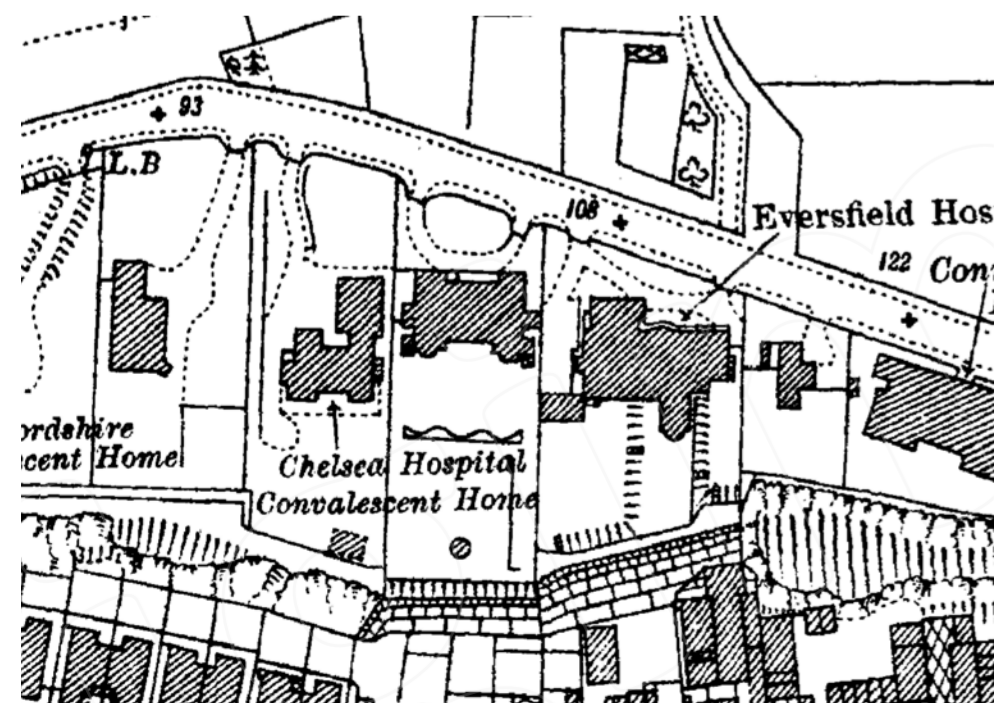 93
L.B
108
Eversfield Hos
122
Con
ordshire
cent Home
Chelsea Hospital
Convalescent Home